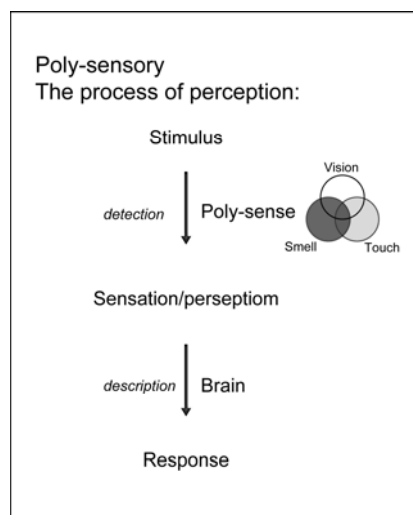 Poly-sensory
The process of perception:
Stimulus
Vision
detection
Poly-sense
Smell
Touch
Sensation/perseptiom
description
Brain
Response